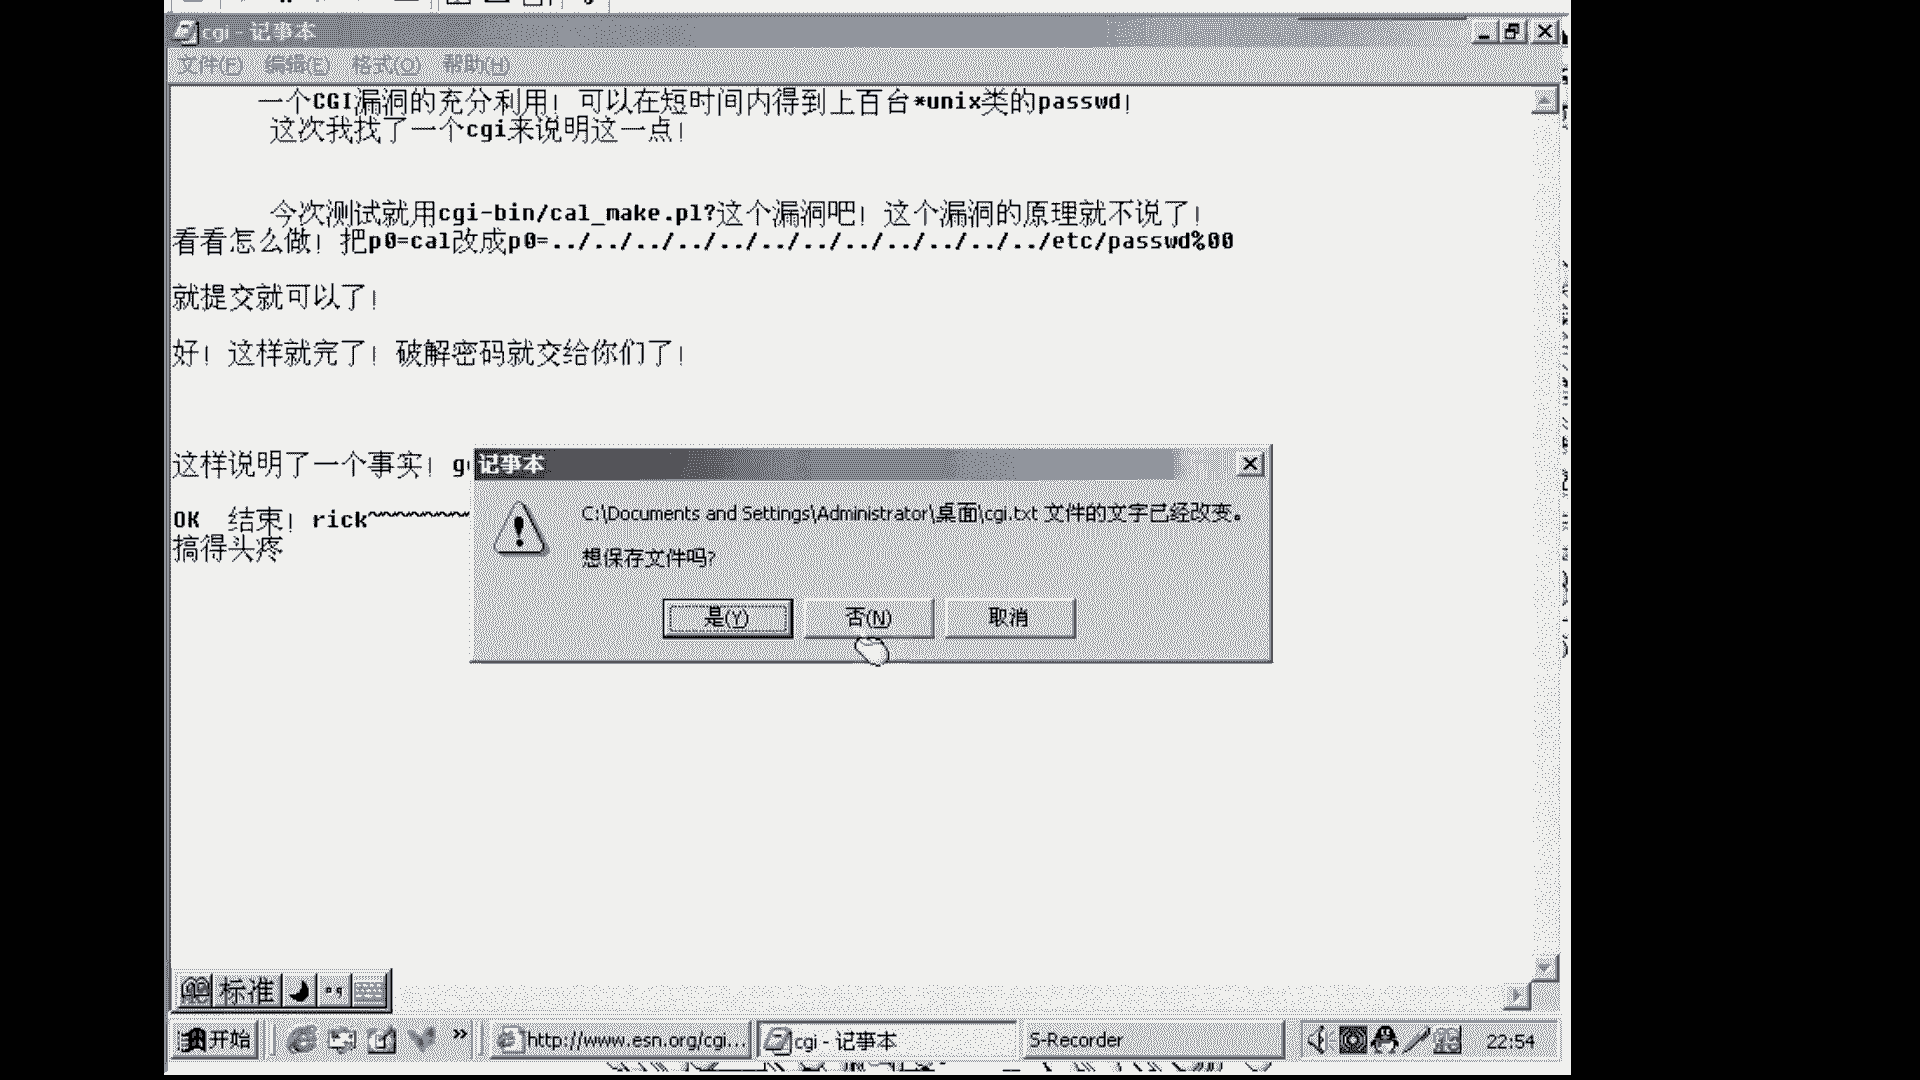 cgi - 记事本
文件(F) 编辑(E) 格式(O) 帮助(H)
一个CGI漏洞的充分利用! 可以在短时间内得到上百台*unix类的passwd!
这次我找了一个cgi来说明这一点!
今次测试就用cgi-bin/cal_make.pl?这个漏洞吧! 这个漏洞的原理就不说了!
看看怎么做! 把p0=cal改成p0=../../../../../../../../../../../../etc/passwd%00
就提交就可以了!
好! 这样就完了! 破解密码就交给你们了!
这样说明了一个事实!
OK 结束! rick~~~~~~~~~
搞得头疼
记事本
C:\Documents and Settings\Administrator\桌面\cgi.txt 文件的文字已经改变。
想保存文件吗?
是(Y) 否(N) 取消
标准
开始 » http://www.esn.org/cgi... cgi - 记事本 S-Recorder 22:54